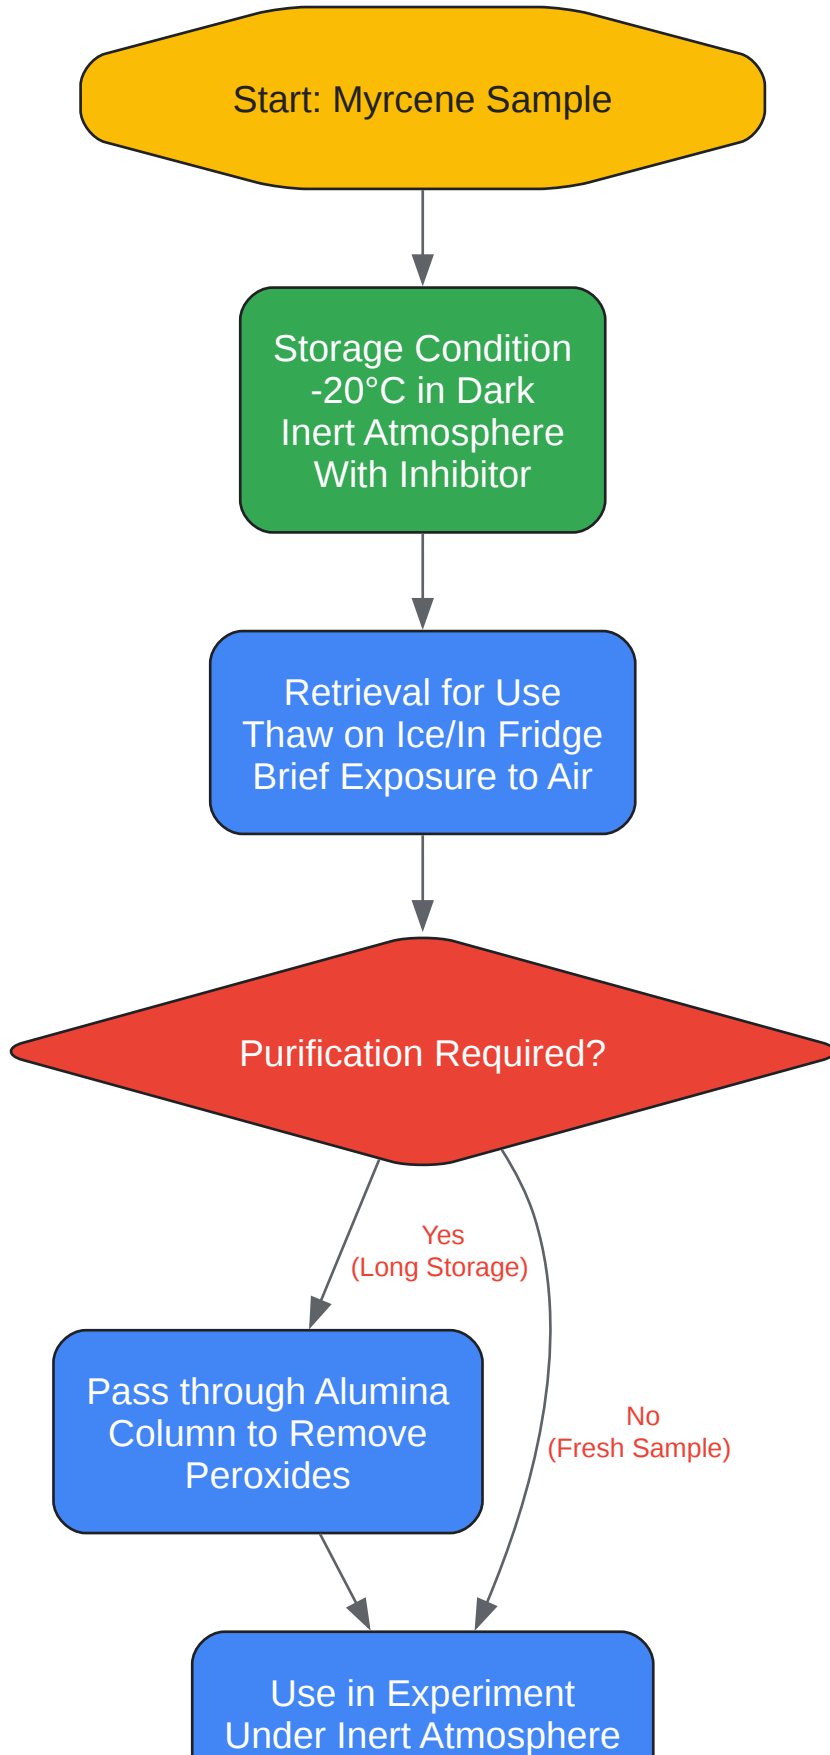 Start: Myrcene Sample
Storage Condition
-20°C in Dark
Inert Atmosphere
With Inhibitor
Retrieval for Use
Thaw on Ice/In Fridge
Brief Exposure to Air
Purification Required?
Yes
(Long Storage)
Pass through Alumina
Column to Remove
Peroxides
No
(Fresh Sample)
Use in Experiment
Under Inert Atmosphere